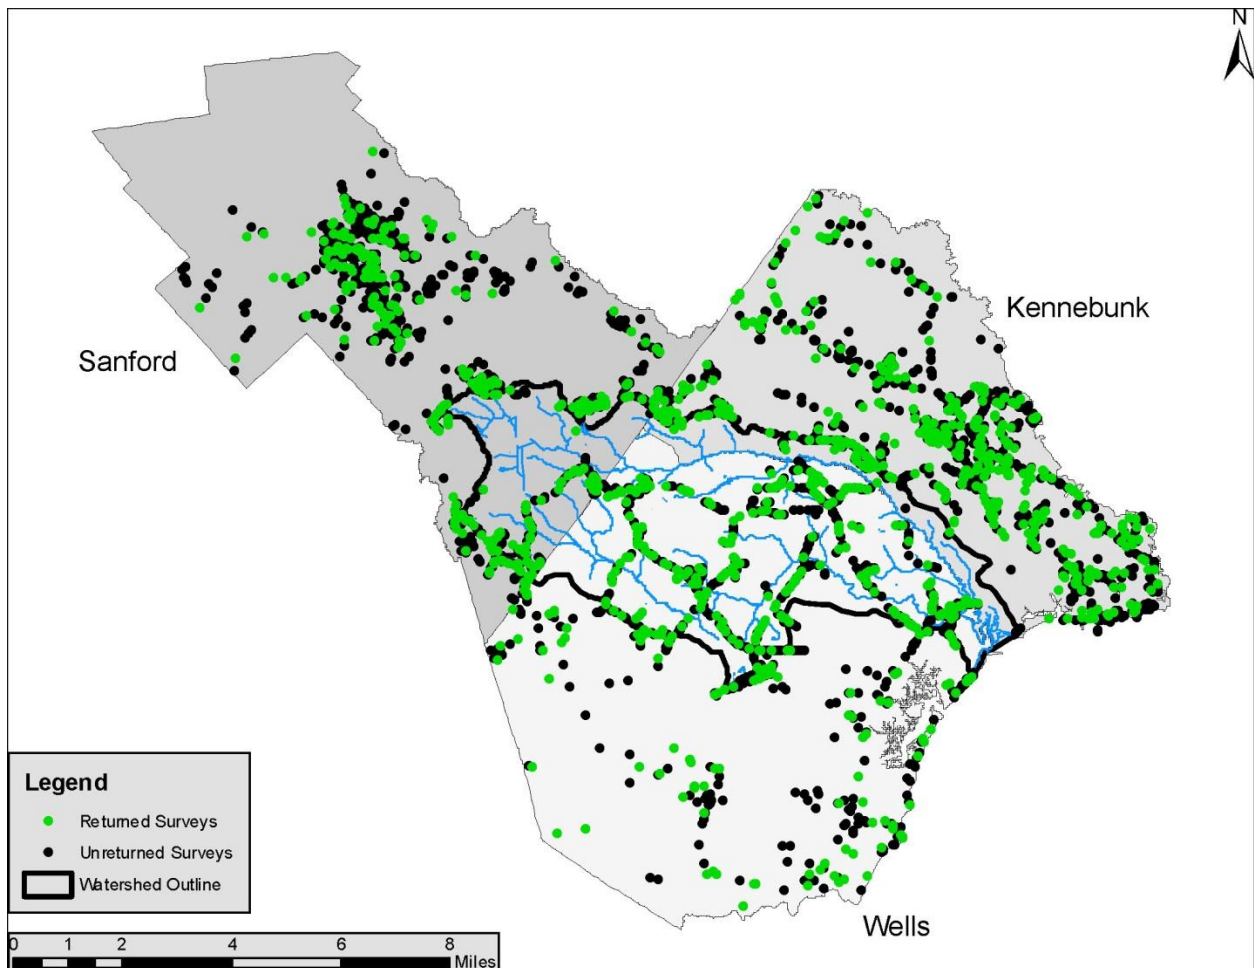 N
Kennebunk
Sanford
Legend
Returned Surveys
Unreturned Surveys
Watershed Outline
Wells
0 1 2 4 6 8
Miles